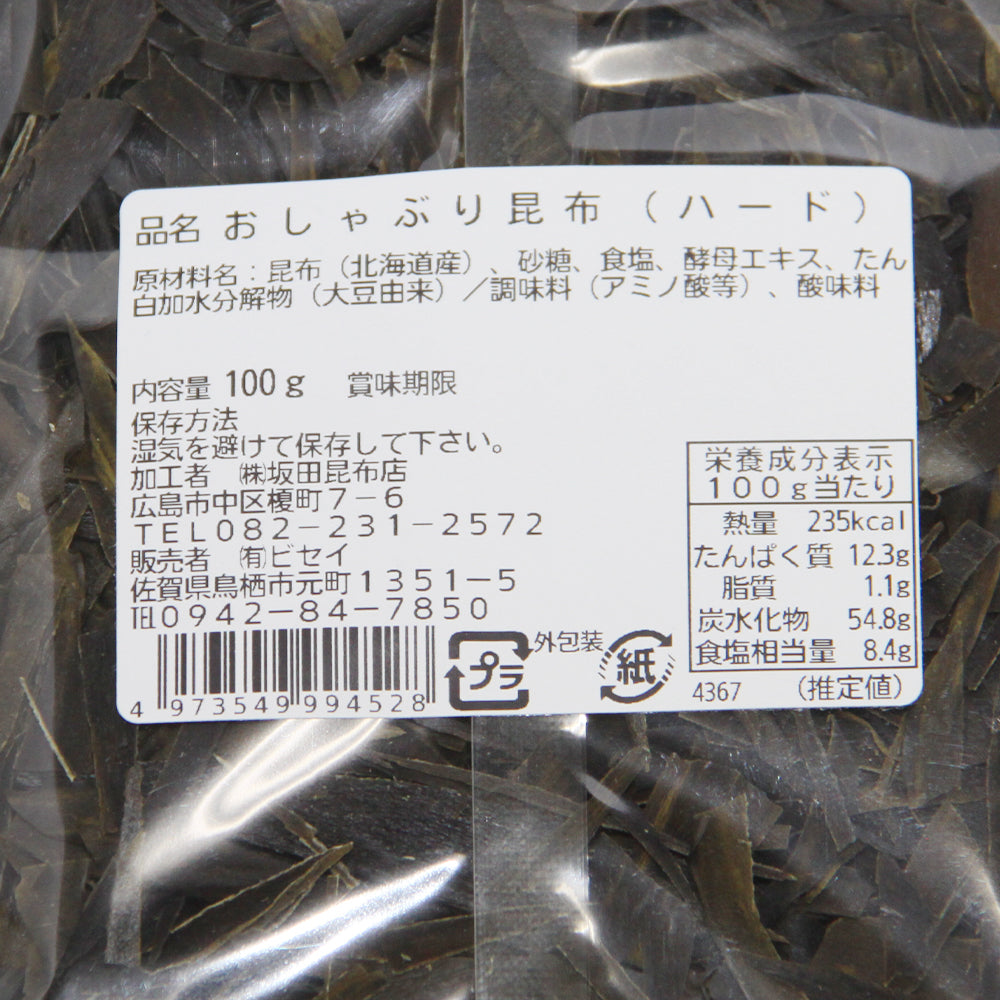 品名 おしゃぶり昆布（ハード）
原材料名：昆布（北海道産）、砂糖、食塩、酵母エキス、たん
白加水分解物（大豆由来）／調味料（アミノ酸等）、酸味料
内容量 100ｇ 賞味期限
保存方法
湿気を避けて保存して下さい。
加工者 ㈱坂田昆布店
広島市中区榎町７－６
ＴＥＬ０８２－２３１－２５７２
販売者 ㈲ビセイ
佐賀県鳥栖市元町１３５１－５
℡０９４２－８４－７８５０
4 973549 994528
プラ
外包装
紙
栄養成分表示
１００ｇ当たり
熱量 235kcal
たんぱく質 12.3g
脂質 1.1g
炭水化物 54.8g
食塩相当量 8.4g
4367 （推定値）